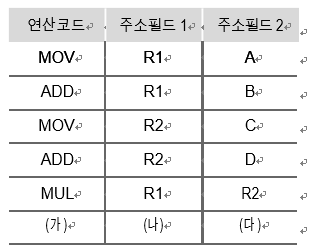 연산코드 주소필드 1 주소필드 2
MOV R1 A
ADD R1 B
MOV R2 C
ADD R2 D
MUL R1 R2
(가) (나) (다)